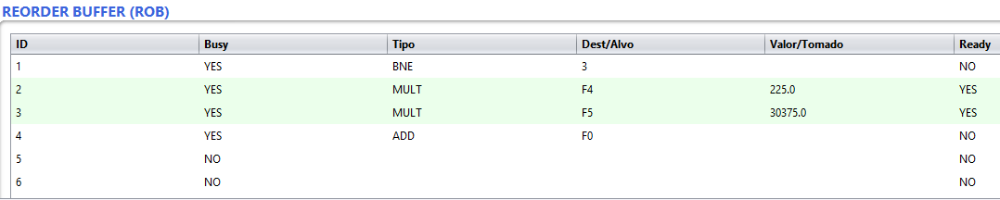 REORDER BUFFER (ROB)
ID Busy Tipo Dest/Alvo Valor/Tomado Ready
1 YES BNE 3 NO
2 YES MULT F4 225.0 YES
3 YES MULT F5 30375.0 YES
4 YES ADD F0 NO
5 NO NO
6 NO NO